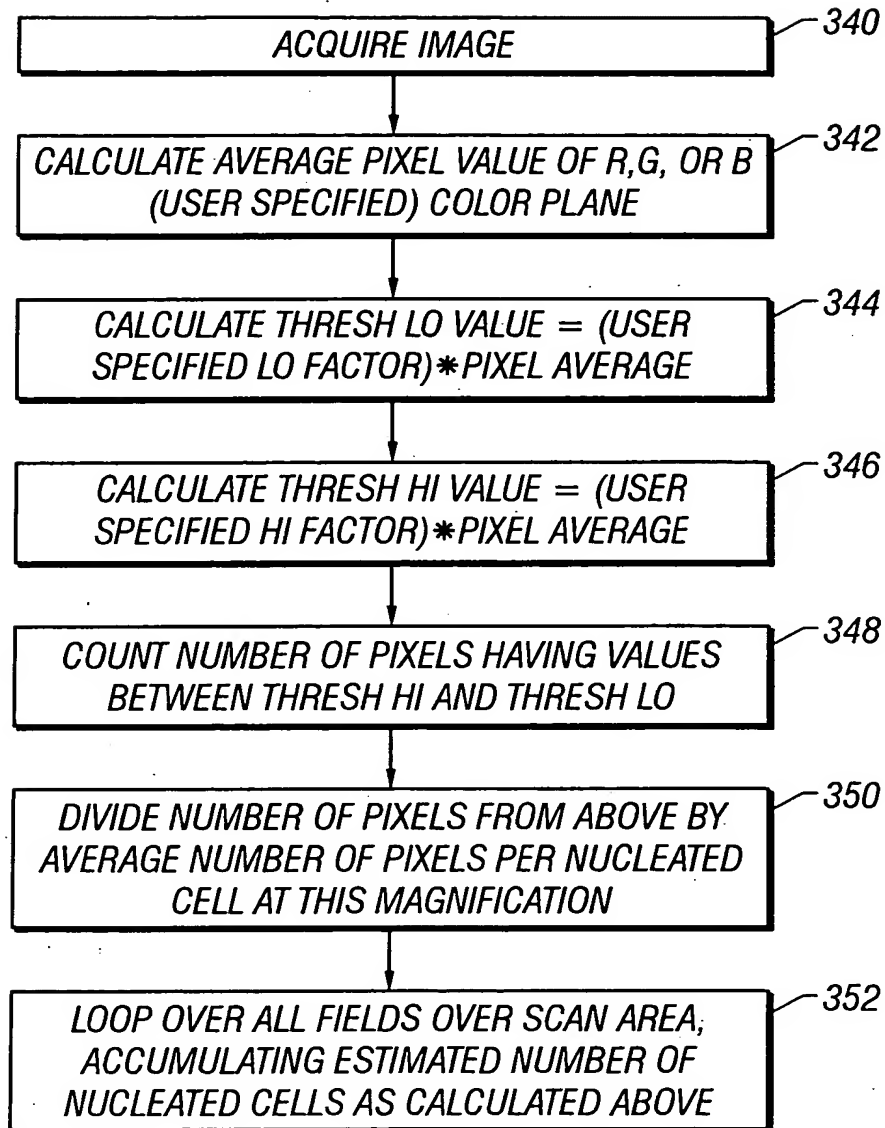 ACQUIRE IMAGE
340
CALCULATE AVERAGE PIXEL VALUE OF R,G, OR B
(USER SPECIFIED) COLOR PLANE
342
CALCULATE THRESH LO VALUE = (USER
SPECIFIED LO FACTOR)*PIXEL AVERAGE
344
CALCULATE THRESH HI VALUE = (USER
SPECIFIED HI FACTOR)*PIXEL AVERAGE
346
COUNT NUMBER OF PIXELS HAVING VALUES
BETWEEN THRESH HI AND THRESH LO
348
DIVIDE NUMBER OF PIXELS FROM ABOVE BY
AVERAGE NUMBER OF PIXELS PER NUCLEATED
CELL AT THIS MAGNIFICATION
350
LOOP OVER ALL FIELDS OVER SCAN AREA,
ACCUMULATING ESTIMATED NUMBER OF
NUCLEATED CELLS AS CALCULATED ABOVE
352